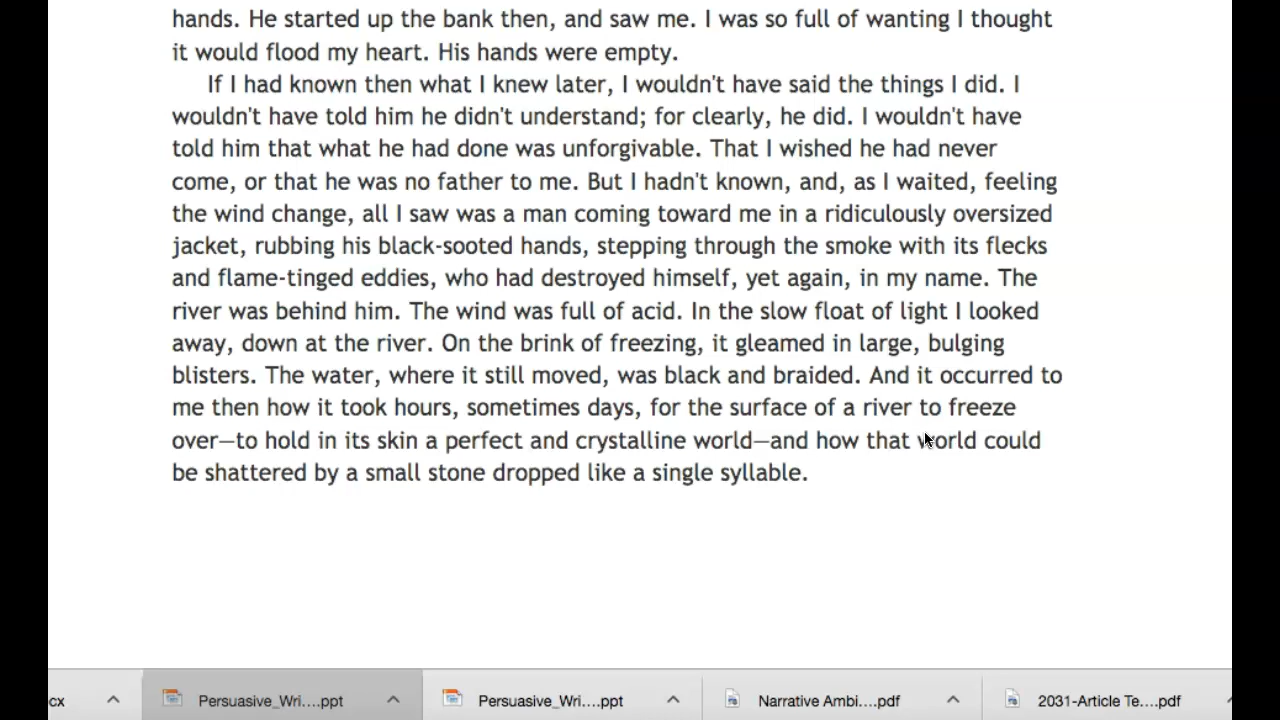 hands. He started up the bank then, and saw me. I was so full of wanting I thought
it would flood my heart. His hands were empty.
If I had known then what I knew later, I wouldn't have said the things I did. I
wouldn't have told him he didn't understand; for clearly, he did. I wouldn't have
told him that what he had done was unforgivable. That I wished he had never
come, or that he was no father to me. But I hadn't known, and, as I waited, feeling
the wind change, all I saw was a man coming toward me in a ridiculously oversized
jacket, rubbing his black-sooted hands, stepping through the smoke with its flecks
and flame-tinged eddies, who had destroyed himself, yet again, in my name. The
river was behind him. The wind was full of acid. In the slow float of light I looked
away, down at the river. On the brink of freezing, it gleamed in large, bulging
blisters. The water, where it still moved, was black and braided. And it occurred to
me then how it took hours, sometimes days, for the surface of a river to freeze
over—to hold in its skin a perfect and crystalline world—and how that world could
be shattered by a small stone dropped like a single syllable.
cx Persuasive_Wri....ppt Persuasive_Wri....ppt Narrative Ambi....pdf 2031-Article Te....pdf